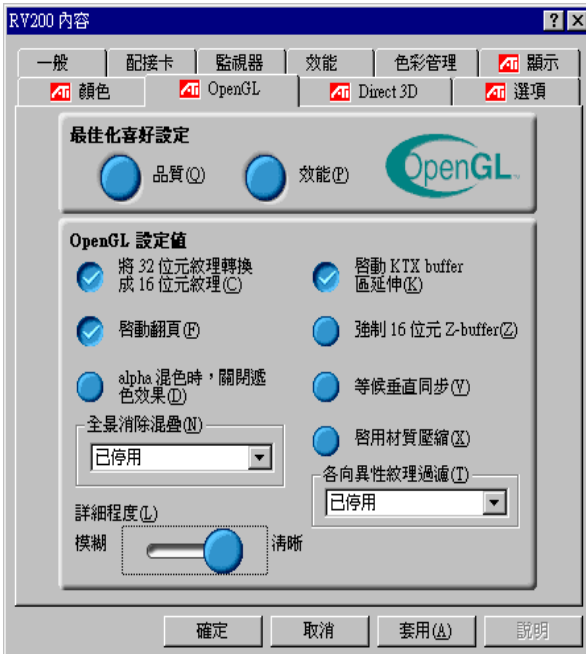 RV200 內容
一般
配接卡
監視器
效能
色彩管理
ATI 顯示
ATI 顏色
ATI OpenGL
ATI Direct 3D
ATI 選項
最佳化喜好設定
品質(Q)
效能(P)
OpenGL
OpenGL 設定值
將 32 位元紋理轉換
成 16 位元紋理(C)
啓動翻頁(F)
alpha 混色時，關閉遞
色效果(D)
全景消除混疊(N)
已停用
啓動 KTX buffer
區延伸(K)
強制 16 位元 Z-buffer(Z)
等候垂直同步(V)
啓用材質壓縮(X)
各向異性紋理過濾(T)
已停用
詳細程度(L)
模糊
清晰
確定
取消
套用(A)
說明